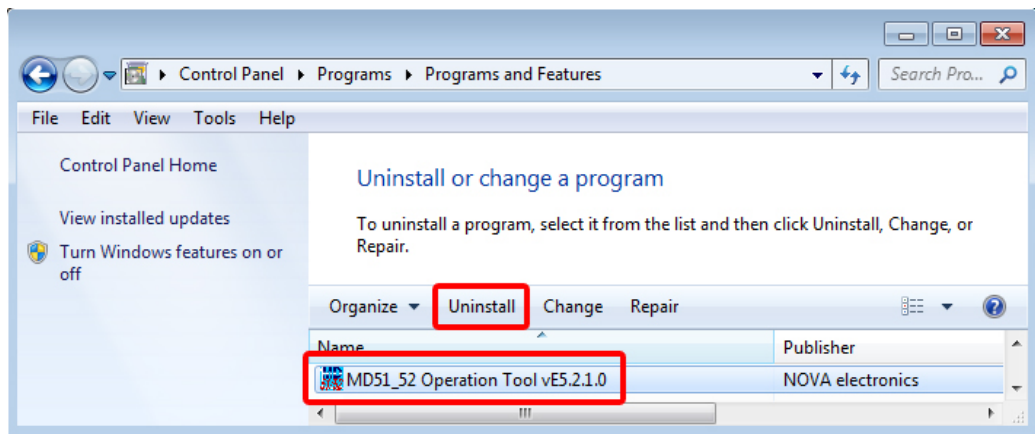 Control Panel Programs Programs and Features Search Pro...
File Edit View Tools Help
Control Panel Home
View installed updates
Turn Windows features on or
off
Uninstall or change a program
To uninstall a program, select it from the list and then click Uninstall, Change, or
Repair.
Organize Uninstall Change Repair
Name Publisher
MD51_52 Operation Tool vE5.2.1.0 NOVA electronics